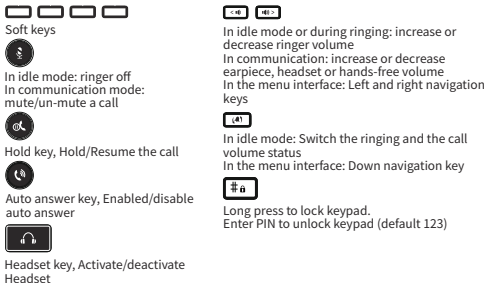 Soft keys
In idle mode: ringer off
In communication mode:
mute/un-mute a call
Hold key, Hold/Resume the call
Auto answer key, Enabled/disable
auto answer
Headset key, Activate/deactivate
Headset
In idle mode or during ringing: increase or
decrease ringer volume
In communication: increase or decrease
earpiece, headset or hands-free volume
In the menu interface: Left and right navigation
keys
In idle mode: Switch the ringing and the call
volume status
In the menu interface: Down navigation key
#
Long press to lock keypad.
Enter PIN to unlock keypad (default 123)